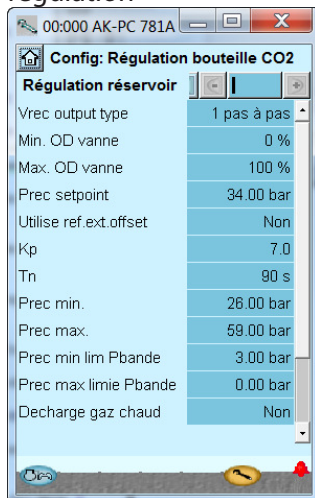 régulation
00:000 AK-PC 781A
Config: Régulation bouteille CO2
Régulation réservoir
Vrec output type 1 pas à pas
Min. OD vanne 0 %
Max. OD vanne 100 %
Prec setpoint 34.00 bar
Utilise ref.ext.offset Non
Kp 7.0
Tn 90 s
Prec min. 26.00 bar
Prec max. 59.00 bar
Prec min lim Pbande 3.00 bar
Prec max limie Pbande 0.00 bar
Decharge gaz chaud Non